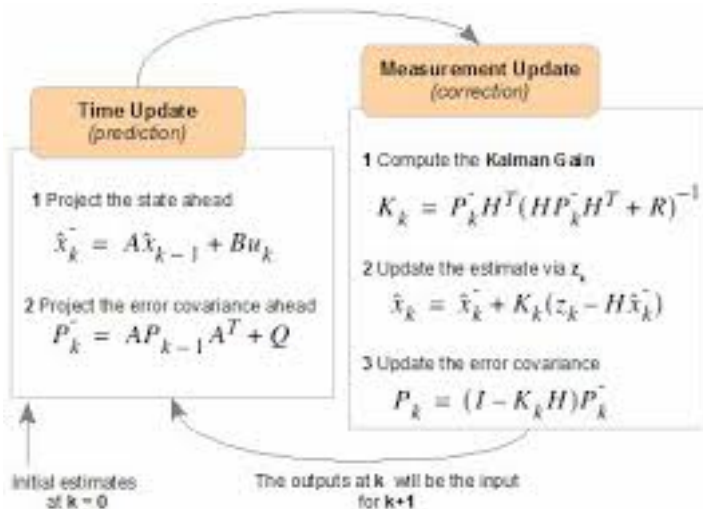 Time Update
(prediction)
1 Project the state ahead
x̂ₖ⁻ = Ax̂ₖ₋₁ + Buₖ
2 Project the error covariance ahead
Pₖ⁻ = APₖ₋₁Aᵀ + Q
Initial estimates
at k = 0
Measurement Update
(correction)
1 Compute the Kalman Gain
Kₖ = Pₖ⁻Hᵀ(HPₖ⁻Hᵀ + R)⁻¹
2 Update the estimate via zₖ
x̂ₖ = x̂ₖ⁻ + Kₖ(zₖ − Hx̂ₖ⁻)
3 Update the error covariance
Pₖ = (I − KₖH)Pₖ⁻
The outputs at k will be the input
for k+1